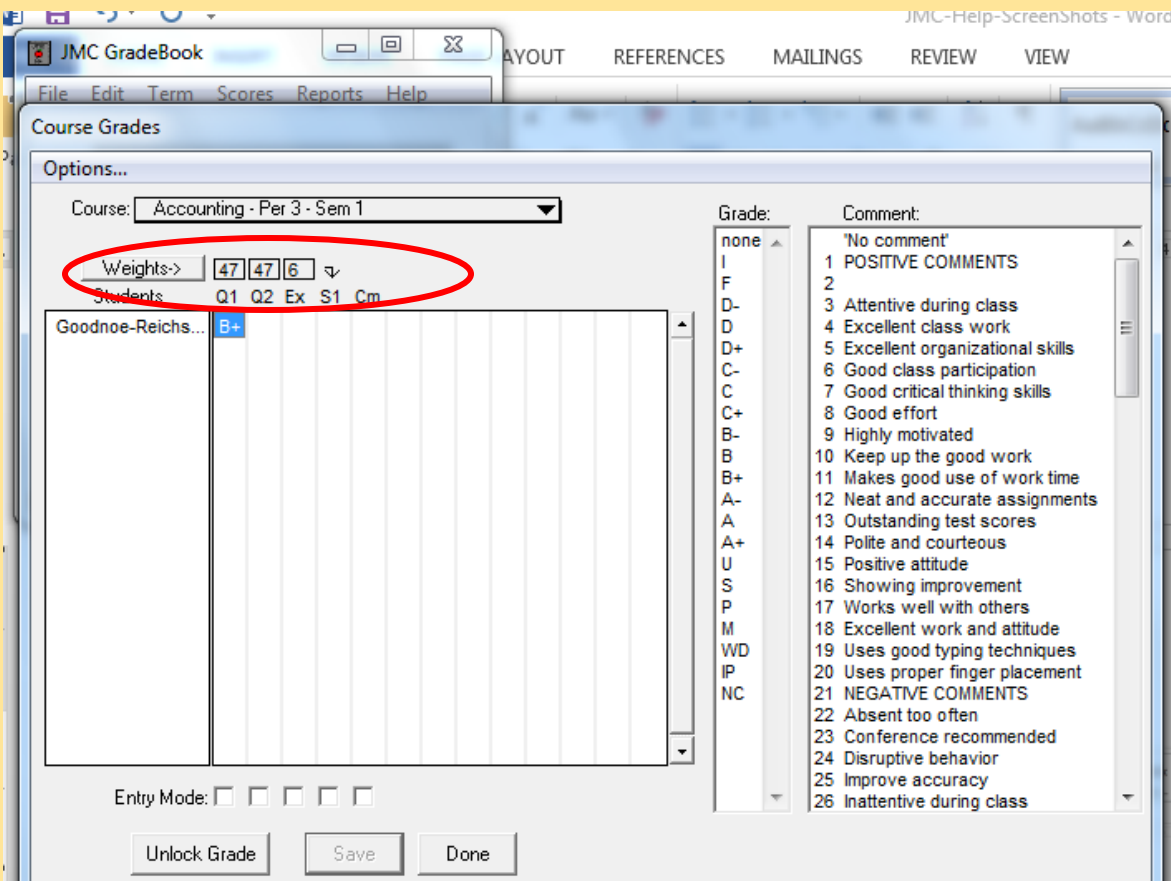 JMC-Help-ScreenShots - Word
JMC GradeBook
AYOUT REFERENCES MAILINGS REVIEW VIEW
File Edit Term Scores Reports Help
Course Grades
Options...
Course: Accounting - Per 3 - Sem 1
Grade: Comment:
Weights-> 47 47 6
Students Q1 Q2 Ex S1 Cm
Goodnoe-Reichs... B+
none
I
F
D-
D
D+
C-
C
C+
B-
B
B+
A-
A
A+
U
S
P
M
WD
IP
NC
'No comment'
1 POSITIVE COMMENTS
2
3 Attentive during class
4 Excellent class work
5 Excellent organizational skills
6 Good class participation
7 Good critical thinking skills
8 Good effort
9 Highly motivated
10 Keep up the good work
11 Makes good use of work time
12 Neat and accurate assignments
13 Outstanding test scores
14 Polite and courteous
15 Positive attitude
16 Showing improvement
17 Works well with others
18 Excellent work and attitude
19 Uses good typing techniques
20 Uses proper finger placement
21 NEGATIVE COMMENTS
22 Absent too often
23 Conference recommended
24 Disruptive behavior
25 Improve accuracy
26 Inattentive during class
Entry Mode:
Unlock Grade Save Done